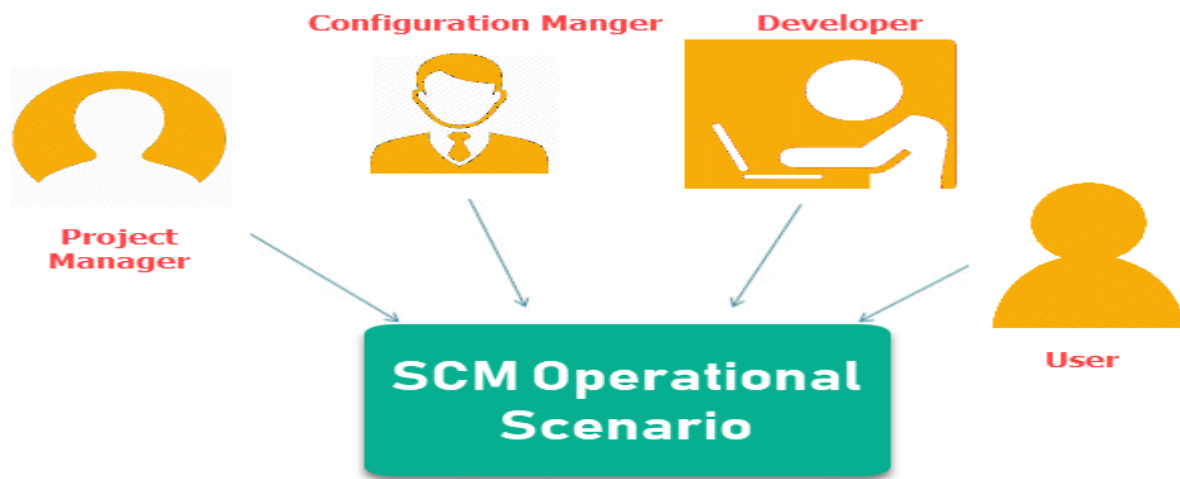 Configuration Manger
Developer
Project
Manager
User
SCM Operational
Scenario